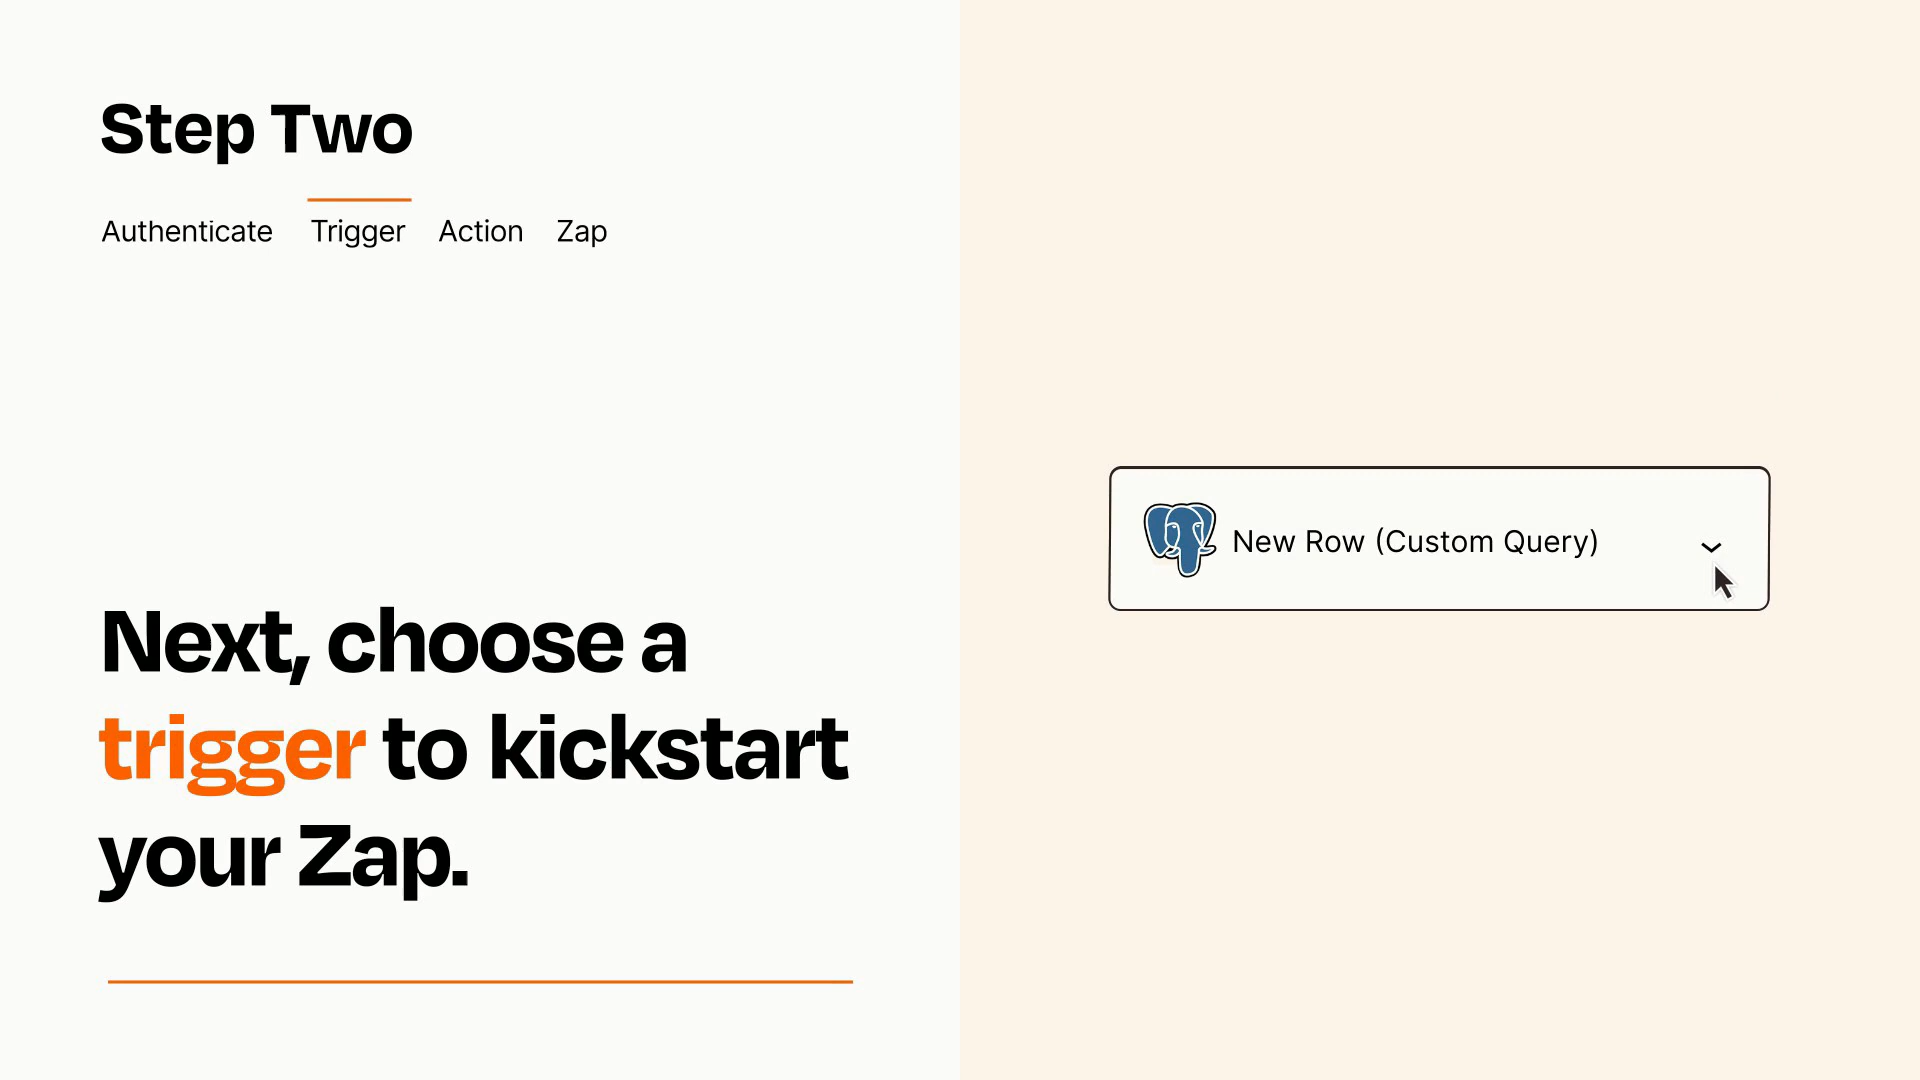 Step Two
Authenticate Trigger Action Zap
Next, choose a
trigger to kickstart
your Zap.
New Row (Custom Query)